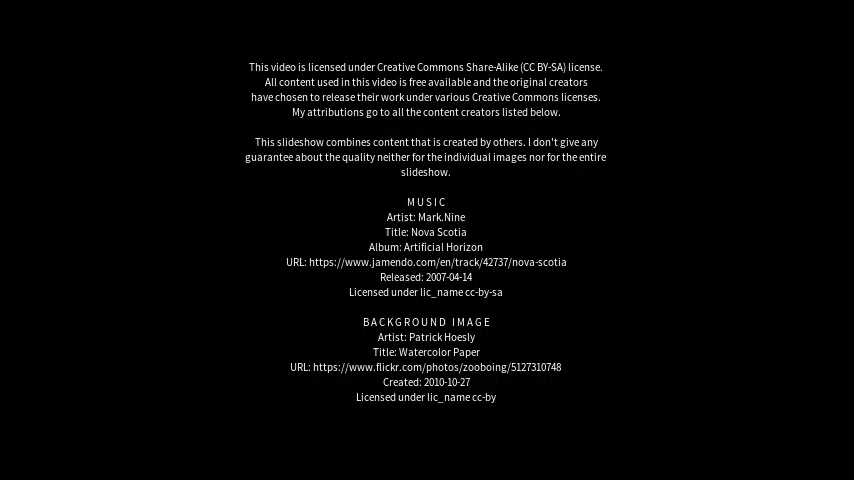 This video is licensed under Creative Commons Share-Alike (CC BY-SA) license.
All content used in this video is free available and the original creators
have chosen to release their work under various Creative Commons licenses.
My attributions go to all the content creators listed below.
This slideshow combines content that is created by others. I don't give any
guarantee about the quality neither for the individual images nor for the entire
slideshow.
MUSIC
Artist: Mark.Nine
Title: Nova Scotia
Album: Artificial Horizon
URL: https://www.jamendo.com/en/track/42737/nova-scotia
Released: 2007-04-14
Licensed under lic_name cc-by-sa
BACKGROUND IMAGE
Artist: Patrick Hoesly
Title: Watercolor Paper
URL: https://www.flickr.com/photos/zooboing/5127310748
Created: 2010-10-27
Licensed under lic_name cc-by